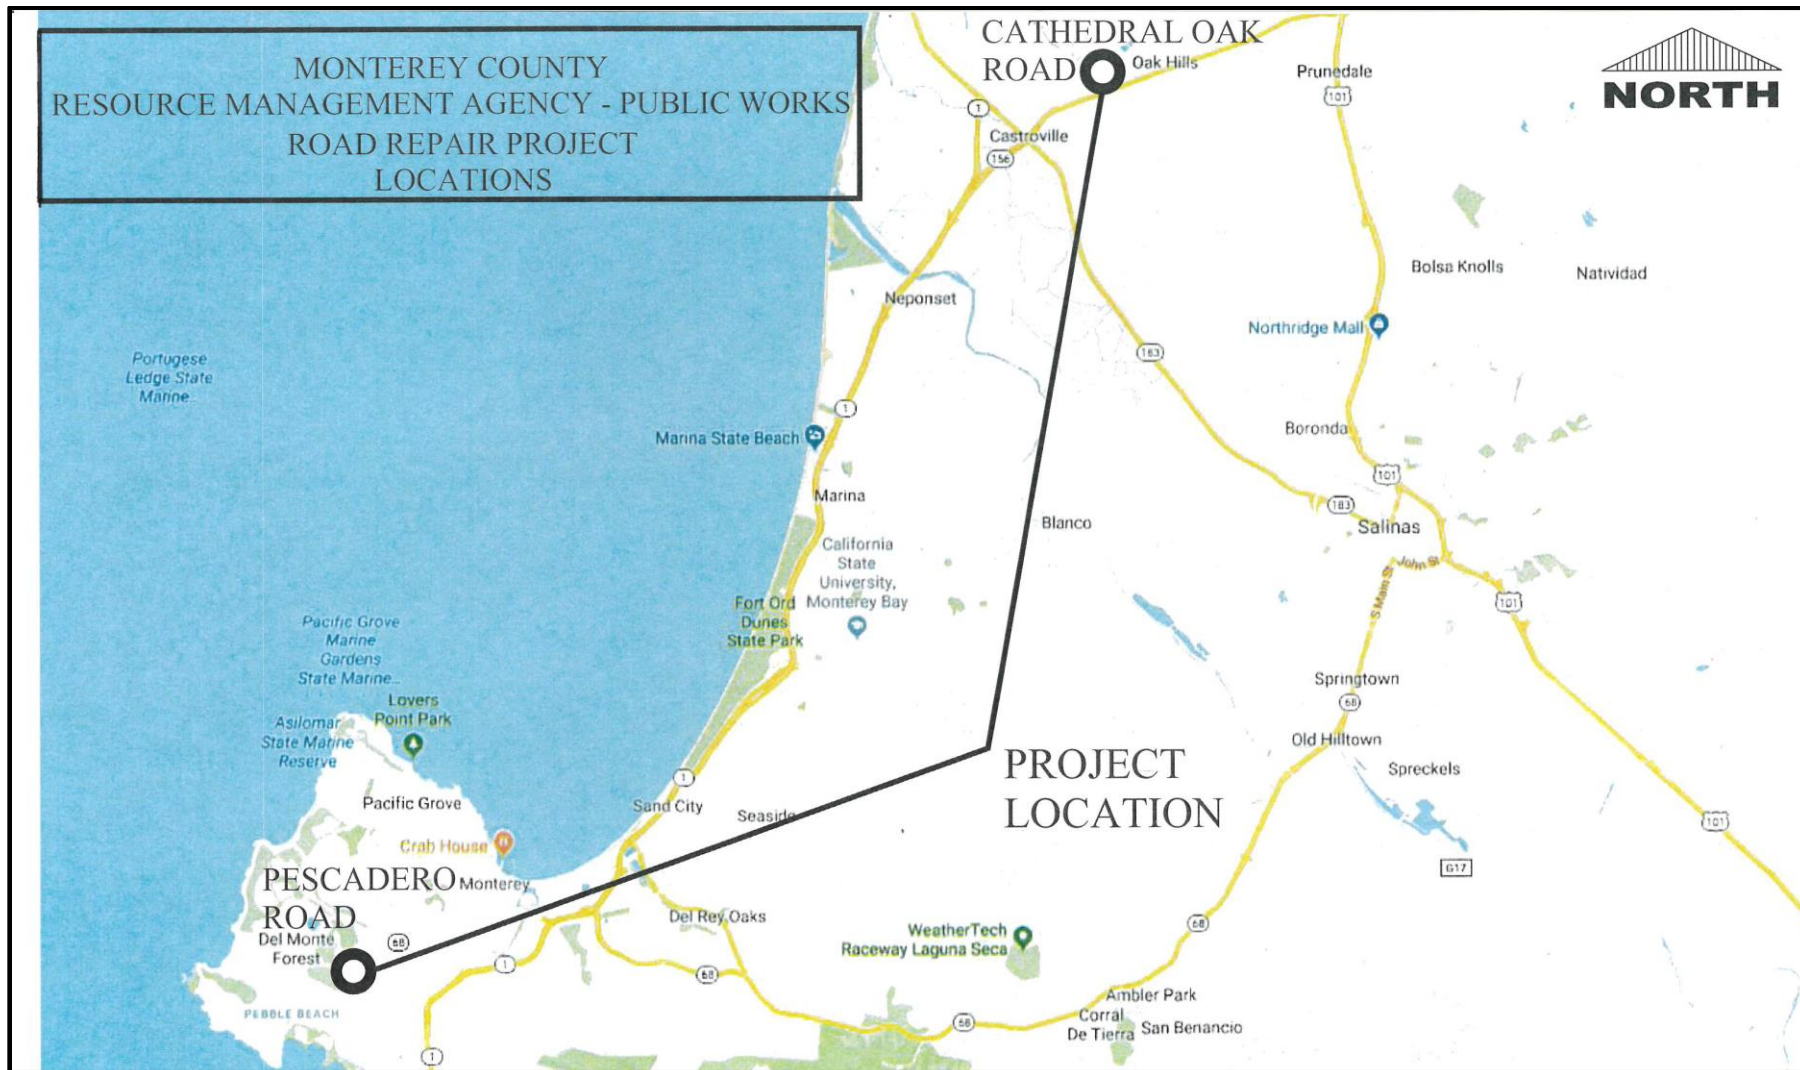 MONTEREY COUNTY
RESOURCE MANAGEMENT AGENCY - PUBLIC WORKS
ROAD REPAIR PROJECT
LOCATIONS
CATHEDRAL OAK
ROAD
Oak Hills
Prunedale
101
NORTH
1
Castroville
156
Bolsa Knolls
Natividad
Neponset
Northridge Mall
183
Portugese
Ledge State
Marine...
1
Marina State Beach
Boronda
101
Marina
183
Salinas
Blanco
California
State
University,
Monterey Bay
John St
S Main St
101
Fort Ord
Dunes
State Park
Pacific Grove
Marine
Gardens
State Marine...
Springtown
68
Lovers
Point Park
Asilomar
State Marine
Reserve
Old Hilltown
Spreckels
PROJECT
LOCATION
1
Pacific Grove
Sand City
Seaside
101
Crab House
G17
PESCADERO
ROAD
Monterey
Del Rey Oaks
68
WeatherTech
Raceway Laguna Seca
Del Monte
Forest
68
1
68
Ambler Park
Corral
De Tierra
San Benancio
68
PEBBLE BEACH
1